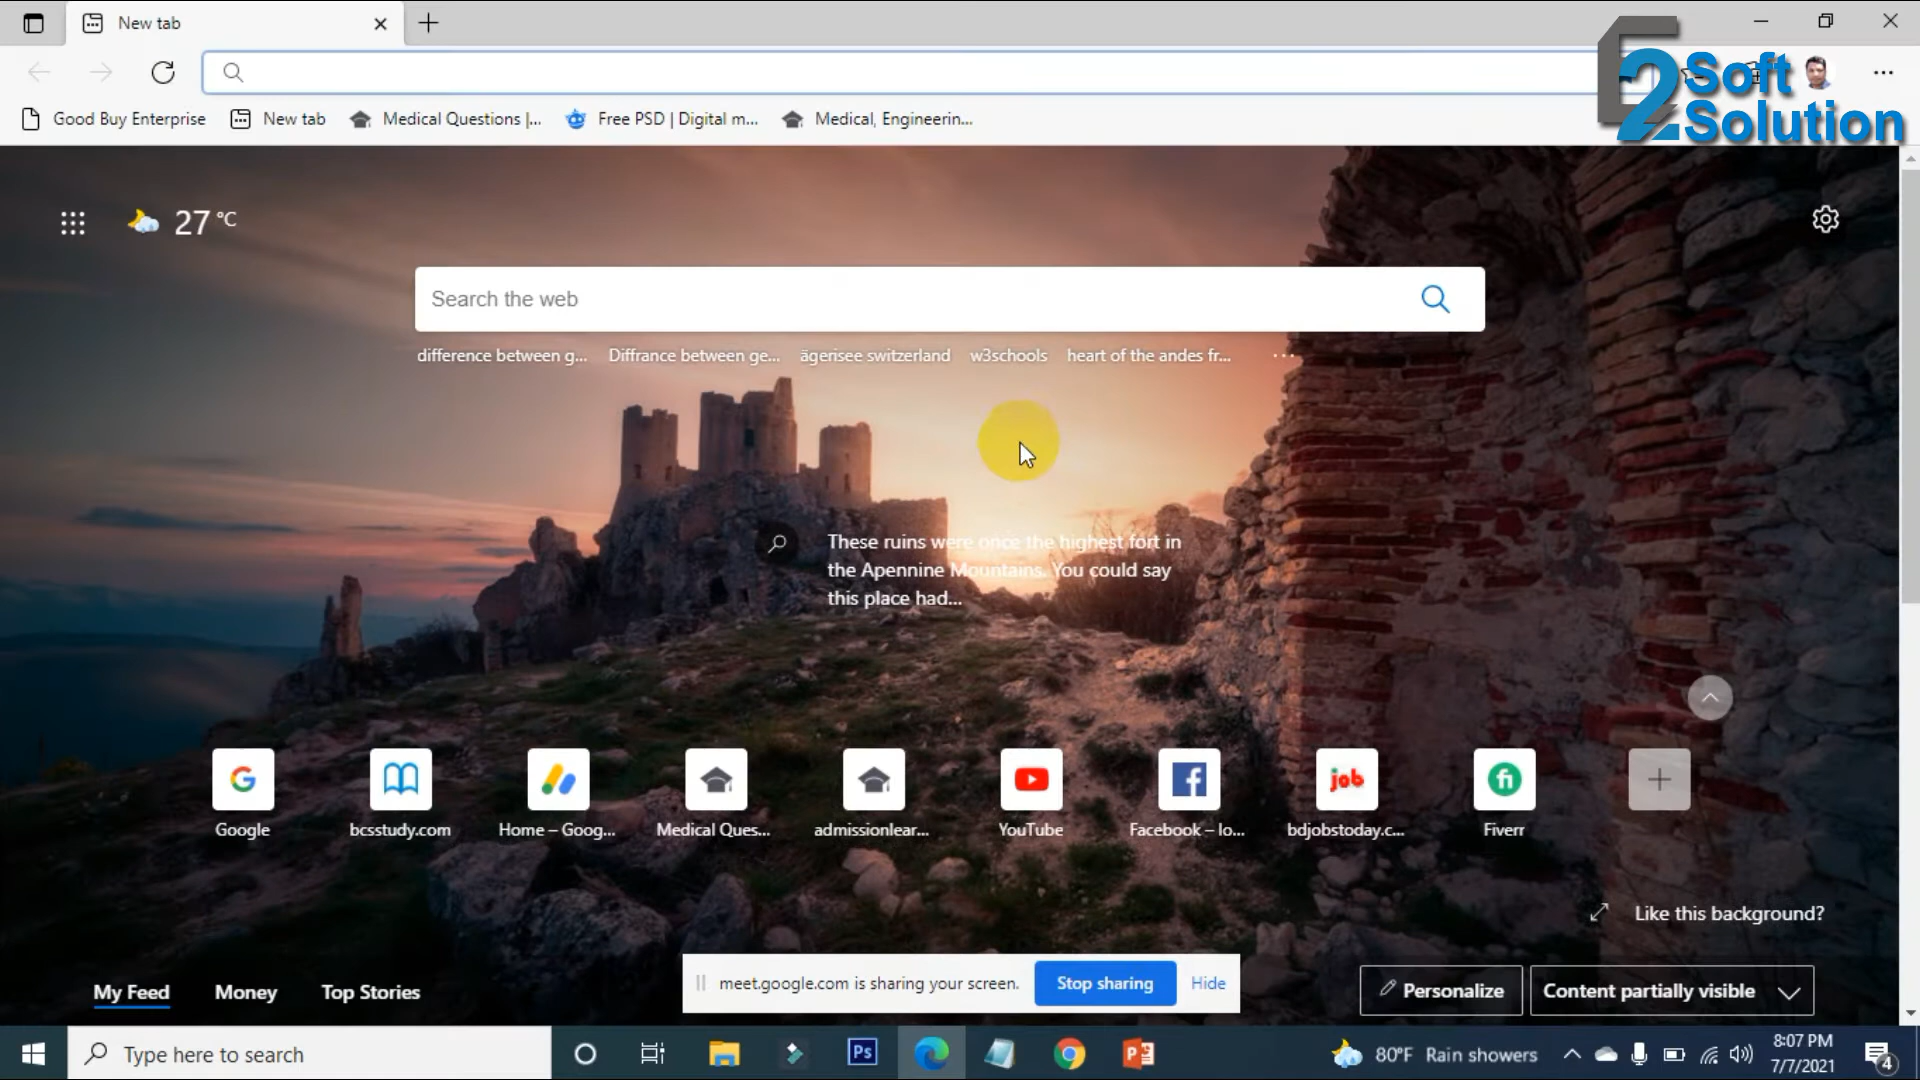 New tab
Good Buy Enterprise
New tab
Medical Questions |...
Free PSD | Digital m...
Medical, Engineerin...
E2 Soft
Solution
27 °C
Search the web
difference between g...
Diffrance between ge...
ägerisee switzerland
w3schools
heart of the andes fr...
...
These ruins were once the highest fort in
the Apennine Mountains. You could say
this place had...
job
fi
Google
bcsstudy.com
Home – Goog...
Medical Ques...
admissionlear...
YouTube
Facebook – lo...
bdjobstoday.c...
Fiverr
Like this background?
My Feed
Money
Top Stories
meet.google.com is sharing your screen.
Stop sharing
Hide
Personalize
Content partially visible
Type here to search
Ps
80°F Rain showers
8:07 PM
7/7/2021
4